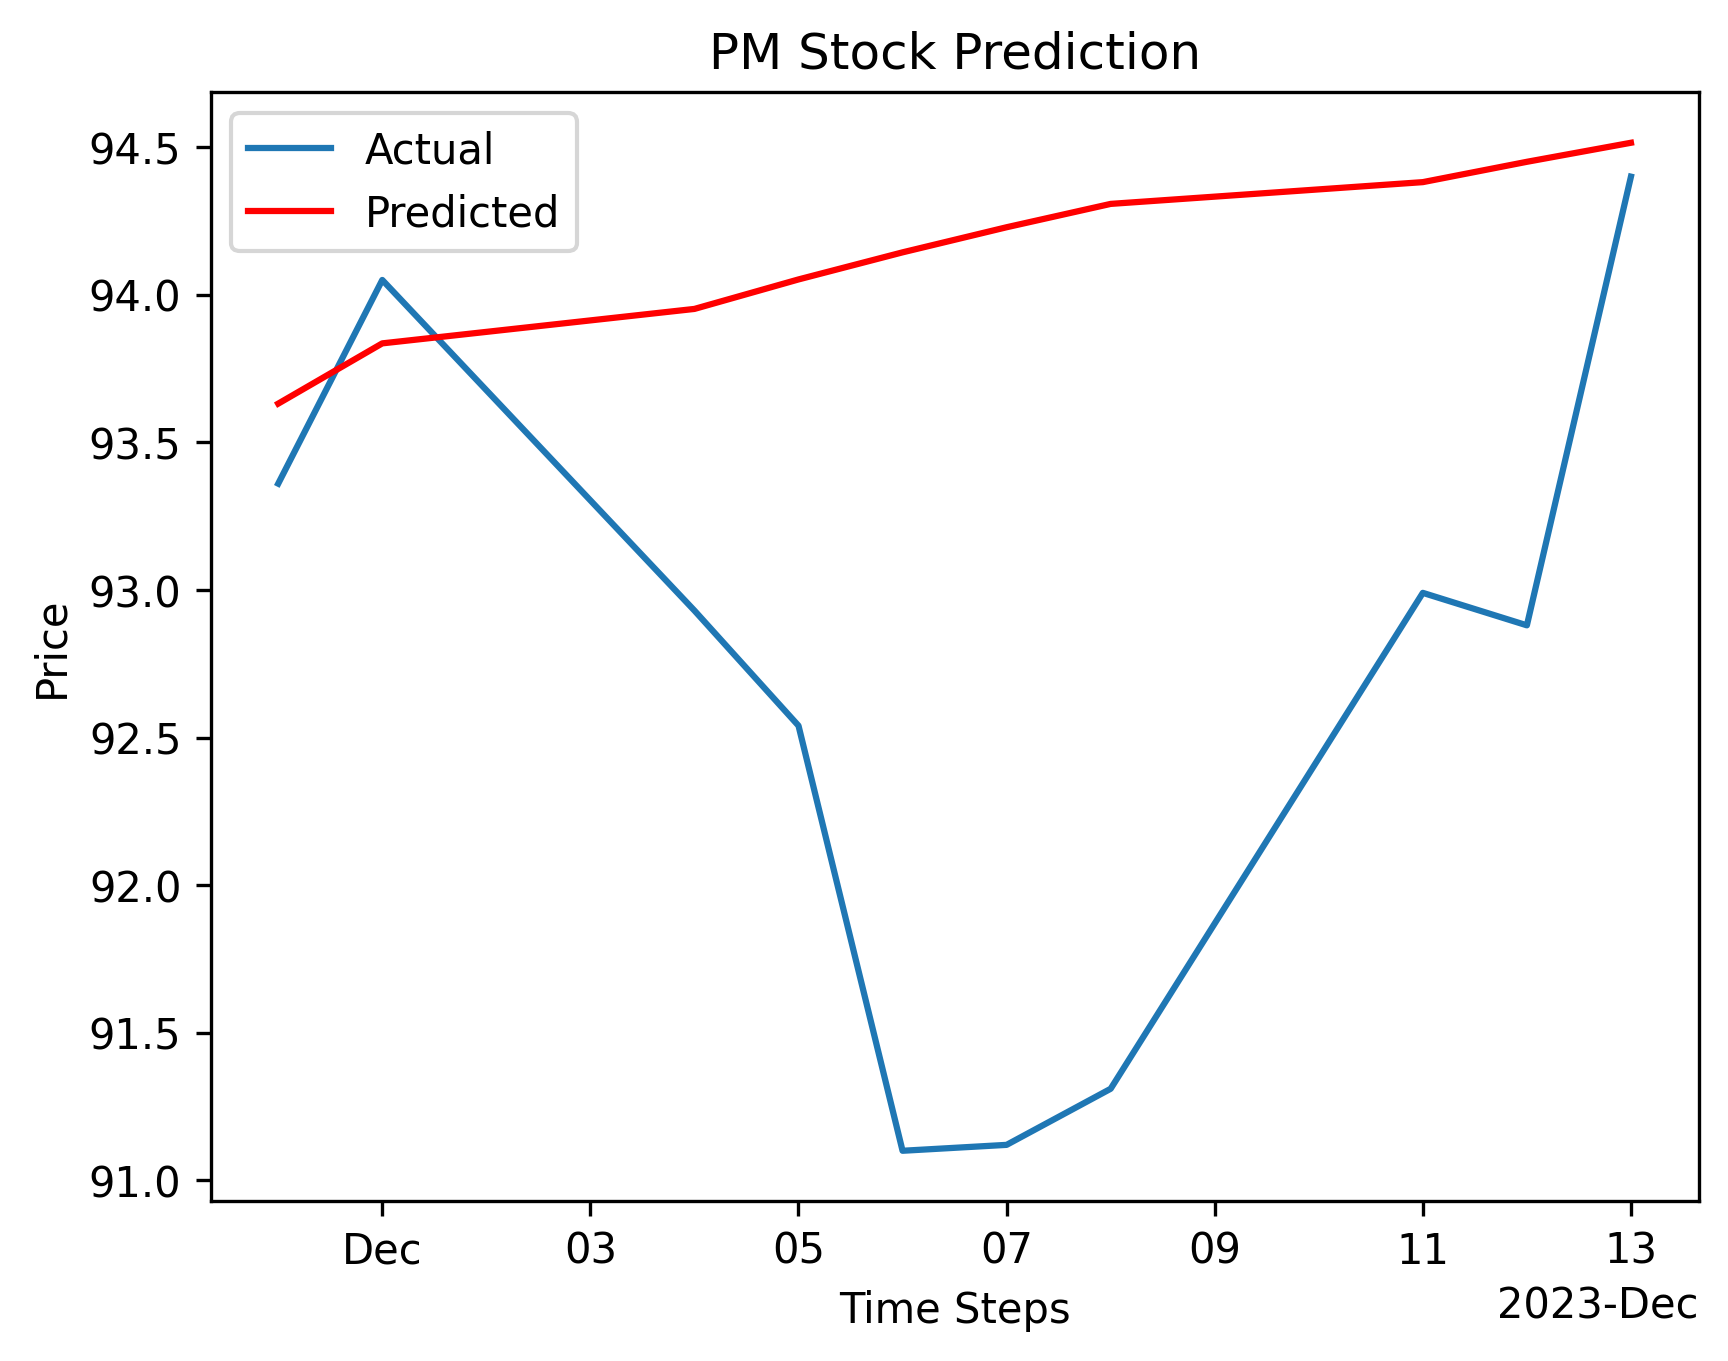 PM Stock Prediction
Actual
Predicted
94.5
94.0
93.5
93.0
92.5
92.0
91.5
91.0
Price
Dec 03 05 07 09 11 13
2023-Dec
Time Steps